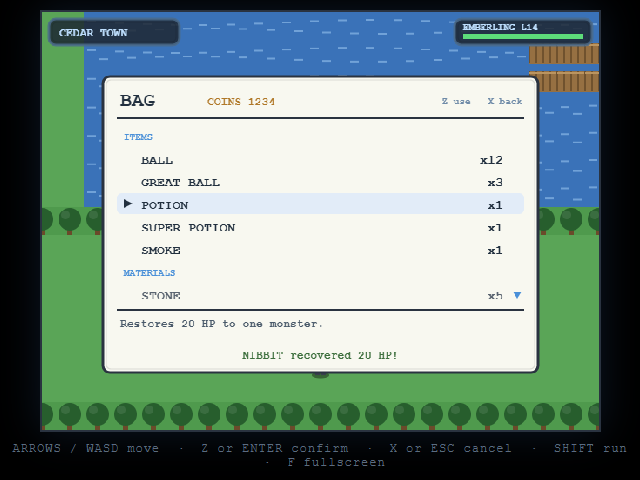 CEDAR TOWN
EMBERLING L14
BAG COINS 1234 Z use X back
ITEMS
BALL x12
GREAT BALL x3
▶ POTION x1
SUPER POTION x1
SMOKE x1
MATERIALS
STONE x5 ▼
Restores 20 HP to one monster.
NIBBIT recovered 20 HP!
ARROWS / WASD move · Z or ENTER confirm · X or ESC cancel · SHIFT run
· F fullscreen